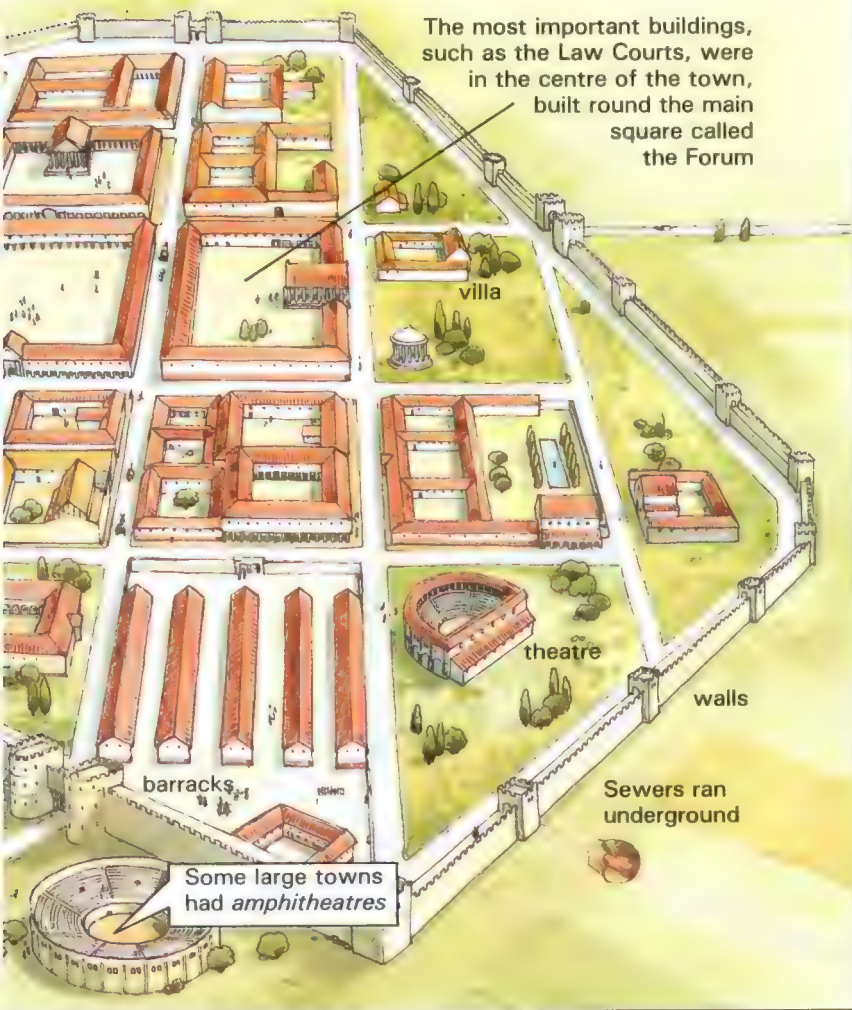 The most important buildings,
such as the Law Courts, were
in the centre of the town,
built round the main
square called
the Forum
villa
theatre
walls
barracks
Sewers ran
underground
Some large towns
had amphitheatres